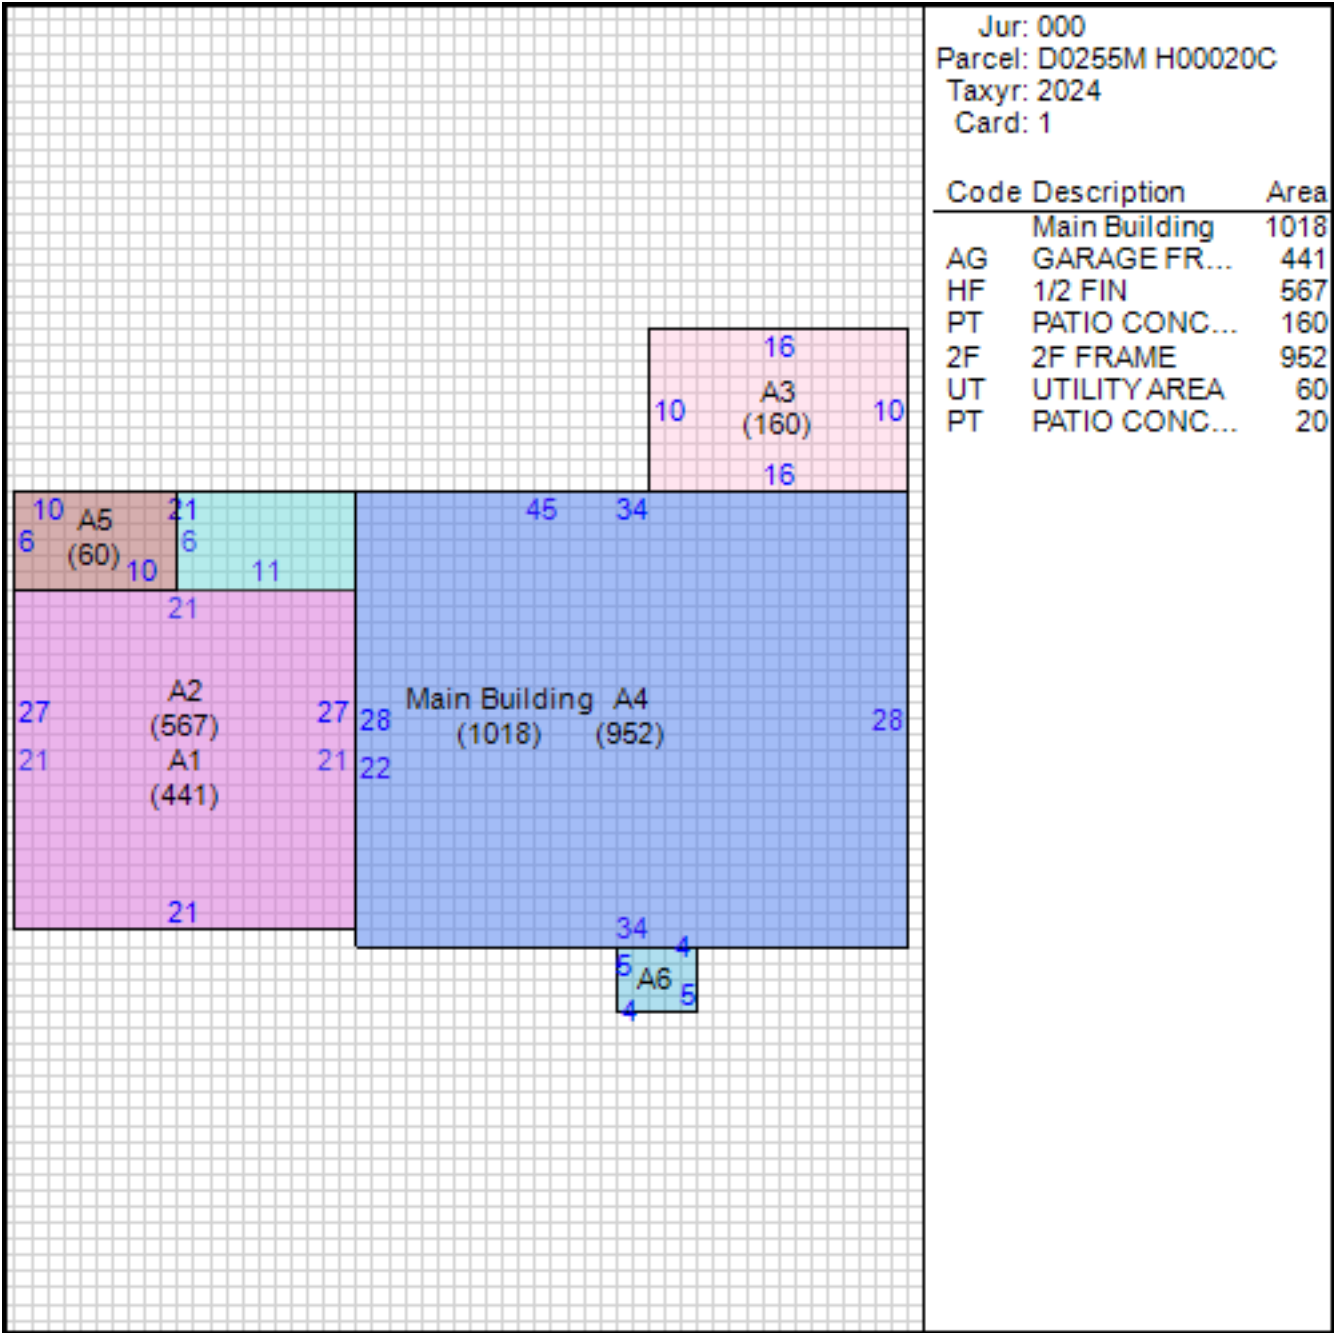 Jur: 000
Parcel: D0255M H00020C
Taxyr: 2024
Card: 1
Code Description Area
Main Building 1018
AG GARAGE FR... 441
HF 1/2 FIN 567
PT PATIO CONC... 160
2F 2F FRAME 952
UT UTILITY AREA 60
PT PATIO CONC... 20
16
A3
10 10
(160)
16
10 21 45 34
A5
6 6
(60)
10 11
21
A2
Main Building A4
27 (567) 27 28 (1018) (952) 28
21 A1 21 22
(441)
21
34
4
5
A6
5
4